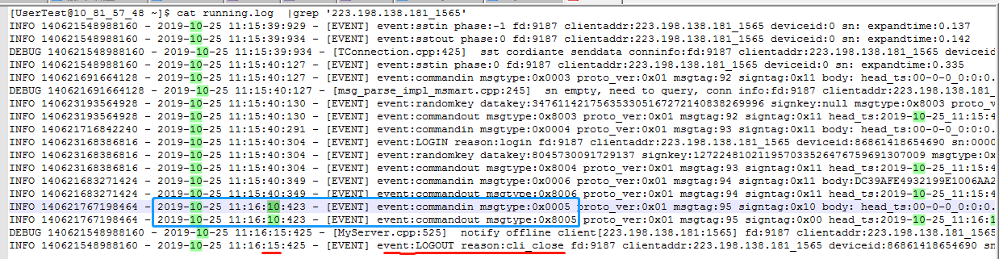 [UserTest@10_81_57_48 ~]$ cat running.log  |grep '223.198.138.181_1565'
INFO 140621548988160 - 2019-10-25 11:15:39:929 - [EVENT] event:sstin phase:-1 fd:9187 clientaddr:223.198.138.181_1565 deviceid:0 sn: expandtime:0.137
INFO 140621548988160 - 2019-10-25 11:15:39:934 - [EVENT] event:sstout phase:0 fd:9187 clientaddr:223.198.138.181_1565 deviceid:0 sn: expandtime:0.142
DEBUG 140621548988160 - 2019-10-25 11:15:39:934 - [TConnection.cpp:425]  sst cordiante senddata conninfo:fd:9187 clientaddr:223.198.138.181_1565 deviceid
INFO 140621548988160 - 2019-10-25 11:15:40:127 - [EVENT] event:sstin phase:0 fd:9187 clientaddr:223.198.138.181_1565 deviceid:0 sn: expandtime:0.335
INFO 140621691664128 - 2019-10-25 11:15:40:127 - [EVENT] event:commandin msgtype:0x0003 proto_ver:0x01 msgtag:92 signtag:0x11 body: head_ts:00-0-0_0:0:0.
DEBUG 140621691664128 - 2019-10-25 11:15:40:127 - [msg_parse_impl_msmart.cpp:245]  sn empty, need to query, conn info:fd:9187 clientaddr:223.198.138.181
INFO 140623193564928 - 2019-10-25 11:15:40:130 - [EVENT] event:randomkey datakey:34761142175635330516727214083826996 signkey:null msgtype:0x8003 proto_v
INFO 140623193564928 - 2019-10-25 11:15:40:130 - [EVENT] event:commandout msgtype:0x8003 proto_ver:0x01 msgtag:92 signtag:0x11 head_ts:2019-10-25_11:15:4
INFO 140621716842240 - 2019-10-25 11:15:40:291 - [EVENT] event:commandin msgtype:0x0004 proto_ver:0x01 msgtag:93 signtag:0x11 body: head_ts:00-0-0_0:0:0.
INFO 140623168386816 - 2019-10-25 11:15:40:304 - [EVENT] event:LOGIN reason:login fd:9187 clientaddr:223.198.138.181_1565 deviceid:86861418654690 sn:0000
INFO 140623168386816 - 2019-10-25 11:15:40:304 - [EVENT] event:randomkey datakey:8045730091729137 signkey:127224810211957033526476759691307009 msgtype:0x
INFO 140623168386816 - 2019-10-25 11:15:40:304 - [EVENT] event:commandout msgtype:0x8004 proto_ver:0x01 msgtag:93 signtag:0x11 head_ts:2019-10-25_11:15:4
INFO 140621683271424 - 2019-10-25 11:15:40:349 - [EVENT] event:commandin msgtype:0x0006 proto_ver:0x01 msgtag:94 signtag:0x11 body:DC39AFE4932199E1006AA2
INFO 140621683271424 - 2019-10-25 11:15:40:349 - [EVENT] event:commandout msgtype:0x8006 proto_ver:0x01 msgtag:94 signtag:0x11 head_ts:2019-10-25_11:15:4
INFO 140621767198464 - 2019-10-25 11:16:10:423 - [EVENT] event:commandin msgtype:0x0005 proto_ver:0x01 msgtag:95 signtag:0x10 body: head_ts:00-0-0_0:0:0.
INFO 140621767198464 - 2019-10-25 11:16:10:423 - [EVENT] event:commandout msgtype:0x8005 proto_ver:0x01 msgtag:95 signtag:0x00 head_ts:2019-10-25_11:16:1
DEBUG 140621548988160 - 2019-10-25 11:16:15:425 - [MyServer.cpp:525]  notify offline client[223.198.138.181_1565] fd:9187 clientaddr:223.198.138.181_1565
INFO 140621548988160 - 2019-10-25 11:16:15:425 - [EVENT] event:LOGOUT reason:cli_close fd:9187 clientaddr:223.198.138.181_1565 deviceid:86861418654690 sn